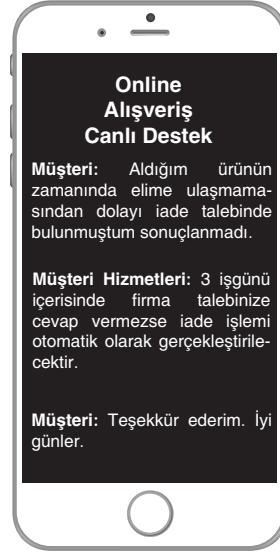 Online
Alışveriş
Canlı Destek
Müşteri: Aldığım ürünün
zamanında elime ulaşmama-
sından dolayı iade talebinde
bulunmuştum sonuçlanmadı.
Müşteri Hizmetleri: 3 işgünü
içerisinde firma talebinize
cevap vermezse iade işlemi
otomatik olarak gerçekleştirile-
cektir.
Müşteri: Teşekkür ederim. İyi
günler.